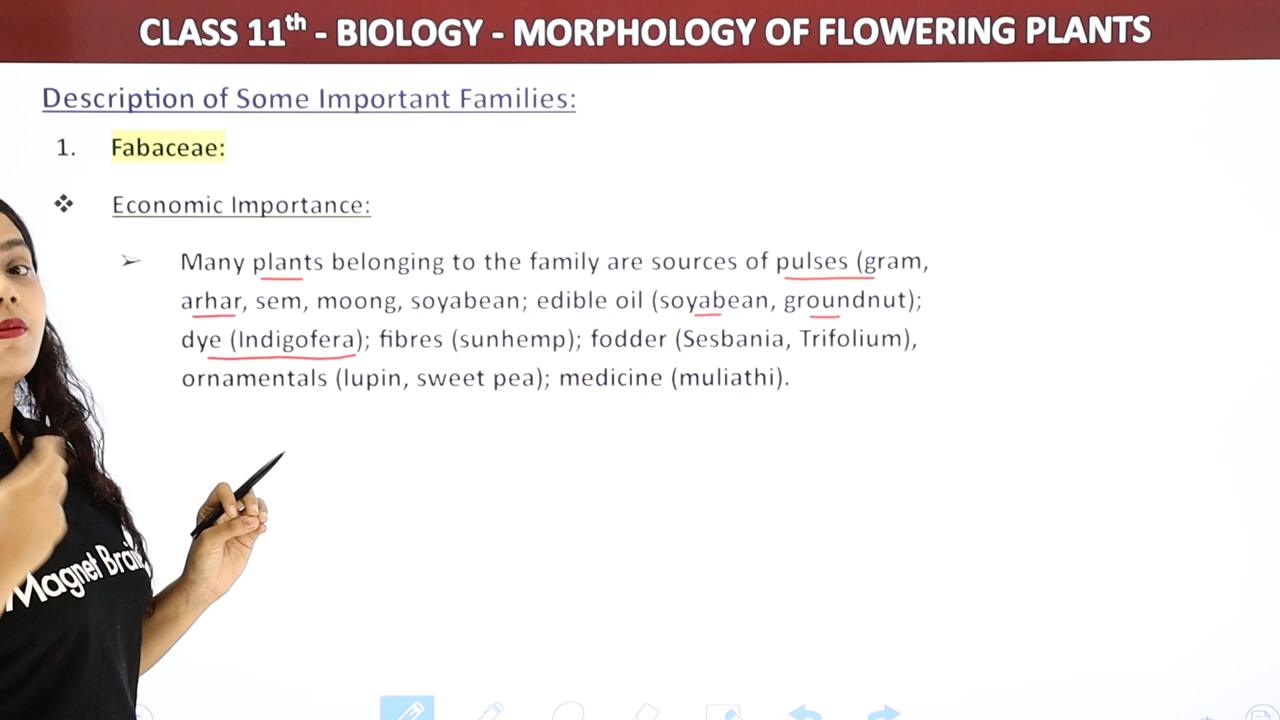 CLASS 11th - BIOLOGY - MORPHOLOGY OF FLOWERING PLANTS
Description of Some Important Families:
1. Fabaceae:
❖ Economic Importance:
➢ Many plants belonging to the family are sources of pulses (gram,
arhar, sem, moong, soyabean; edible oil (soyabean, groundnut);
dye (Indigofera); fibres (sunhemp); fodder (Sesbania, Trifolium),
ornamentals (lupin, sweet pea); medicine (muliathi).
Magnet Brain